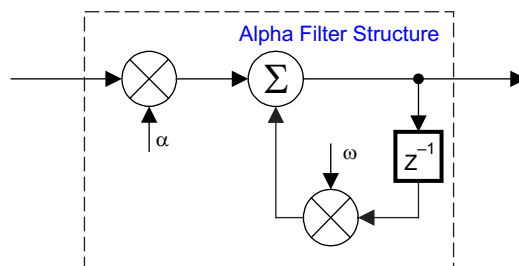 Alpha Filter Structure
Σ
α
ω
Z⁻¹